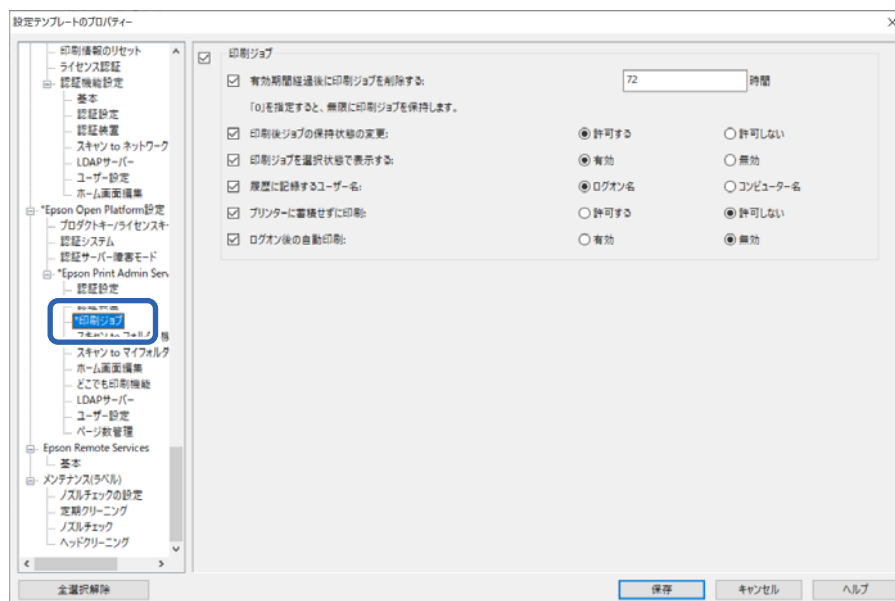 設定テンプレートのプロパティー
印刷情報のリセット
ライセンス認証
認証機能設定
基本
認証設定
認証装置
スキャン to ネットワーク
LDAPサーバー
ユーザー設定
ホーム画面編集
*Epson Open Platform設定
プロダクトキー/ライセンスキ
認証システム
認証サーバー障害モード
*Epson Print Admin Serv
認証設定
*印刷ジョブ
スキャン to マイフォルダ
ホーム画面編集
どこでも印刷機能
LDAPサーバー
ユーザー設定
ページ数管理
Epson Remote Services
基本
メンテナンス(ラベル)
ノズルチェックの設定
定期クリーニング
ノズルチェック
ヘッドクリーニング
印刷ジョブ
有効期間経過後に印刷ジョブを削除する: 72 時間
「0」を指定すると、無限に印刷ジョブを保持します。
印刷後ジョブの保持状態の変更: 許可する 許可しない
印刷ジョブを選択状態で表示する: 有効 無効
履歴に記録するユーザー名: ログオン名 コンピューター名
プリンターに蓄積せずに印刷: 許可する 許可しない
ログオン後の自動印刷: 有効 無効
全選択解除 保存 キャンセル ヘルプ